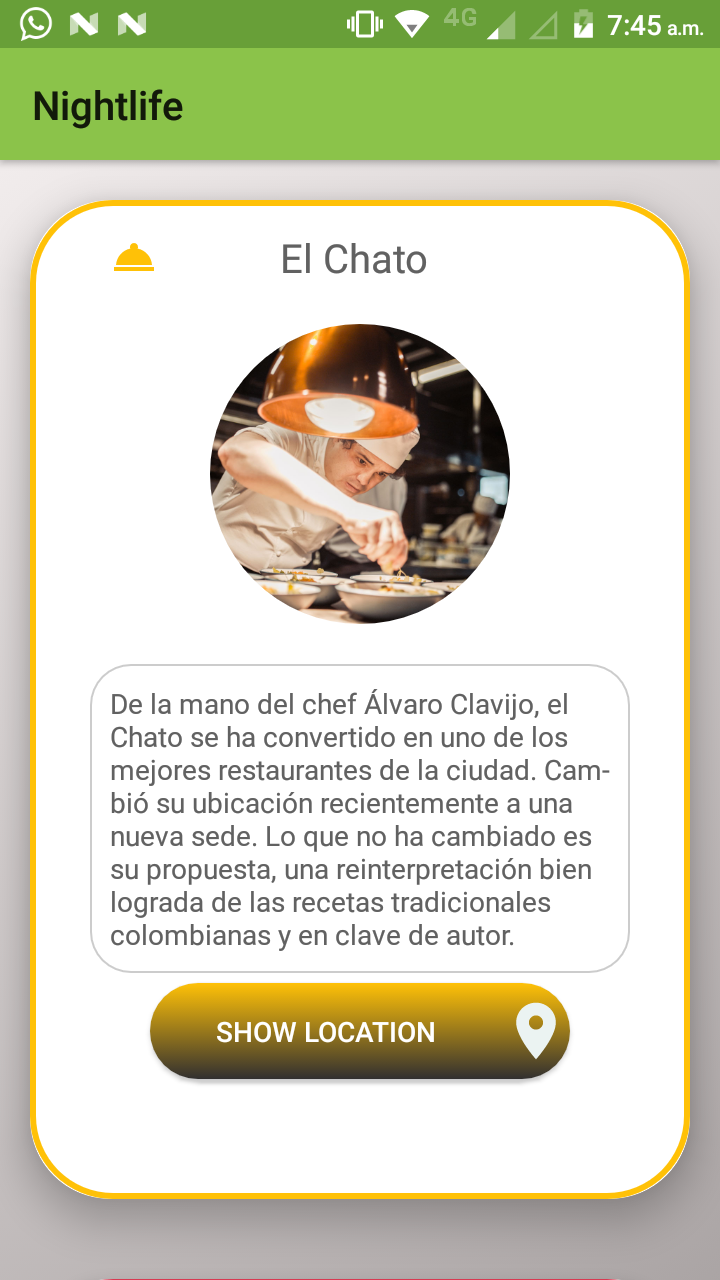 4G 7:45 a.m.
Nightlife
El Chato
De la mano del chef Álvaro Clavijo, el
Chato se ha convertido en uno de los
mejores restaurantes de la ciudad. Cam-
bió su ubicación recientemente a una
nueva sede. Lo que no ha cambiado es
su propuesta, una reinterpretación bien
lograda de las recetas tradicionales
colombianas y en clave de autor.
SHOW LOCATION